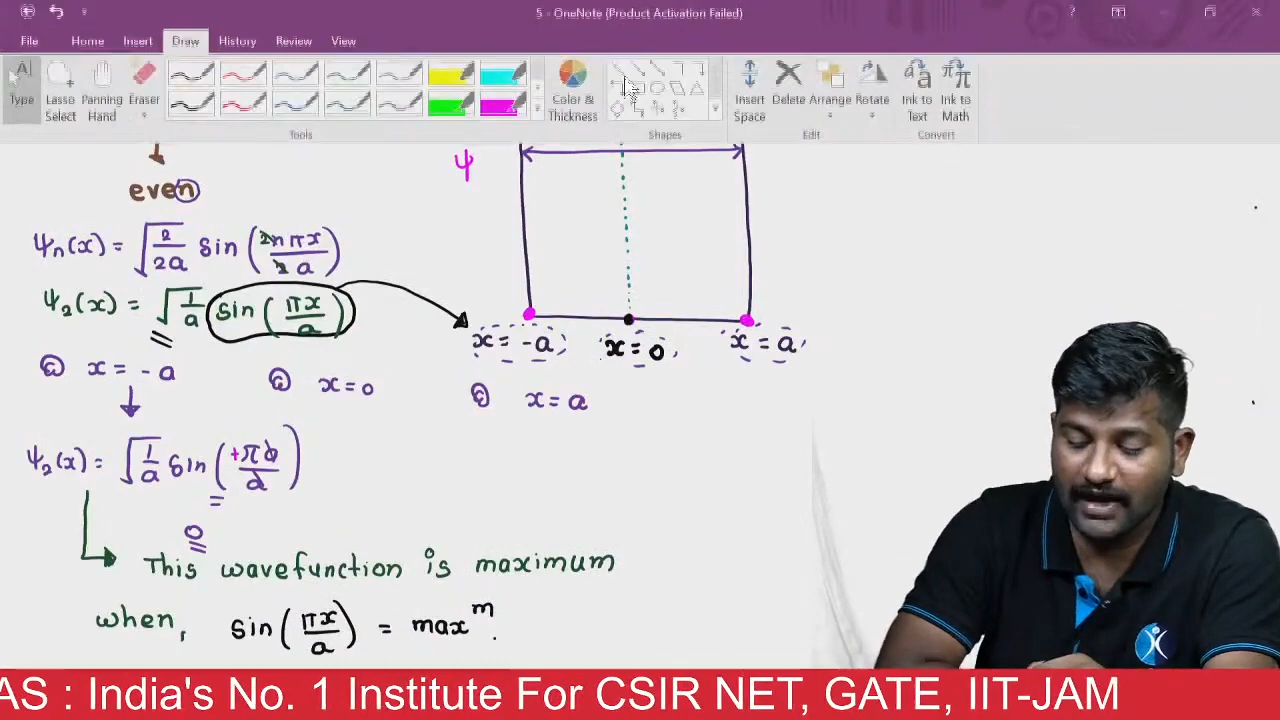 5 - OneNote (Product Activation Failed)
File Home Insert Draw History Review View
Type
Lasso Select
Panning Hand
Eraser
Color & Thickness
Insert Space
Delete
Arrange
Rotate
Ink to Text
Ink to Math
Tools
Shapes
Edit
Convert
even
ψ
ψn(x) = √2/2a sin (2nπx/2a)
ψ₂(x) = √1/a sin (πx/a)
x = -a
x = 0
x = a
@ x = -a
@ x = 0
@ x = a
ψ₂(x) = √1/a sin (+πa/a)
0
This wavefunction is maximum
when, sin (πx/a) = maxᵐ.
AS : India's No. 1 Institute For CSIR NET, GATE, IIT-JAM